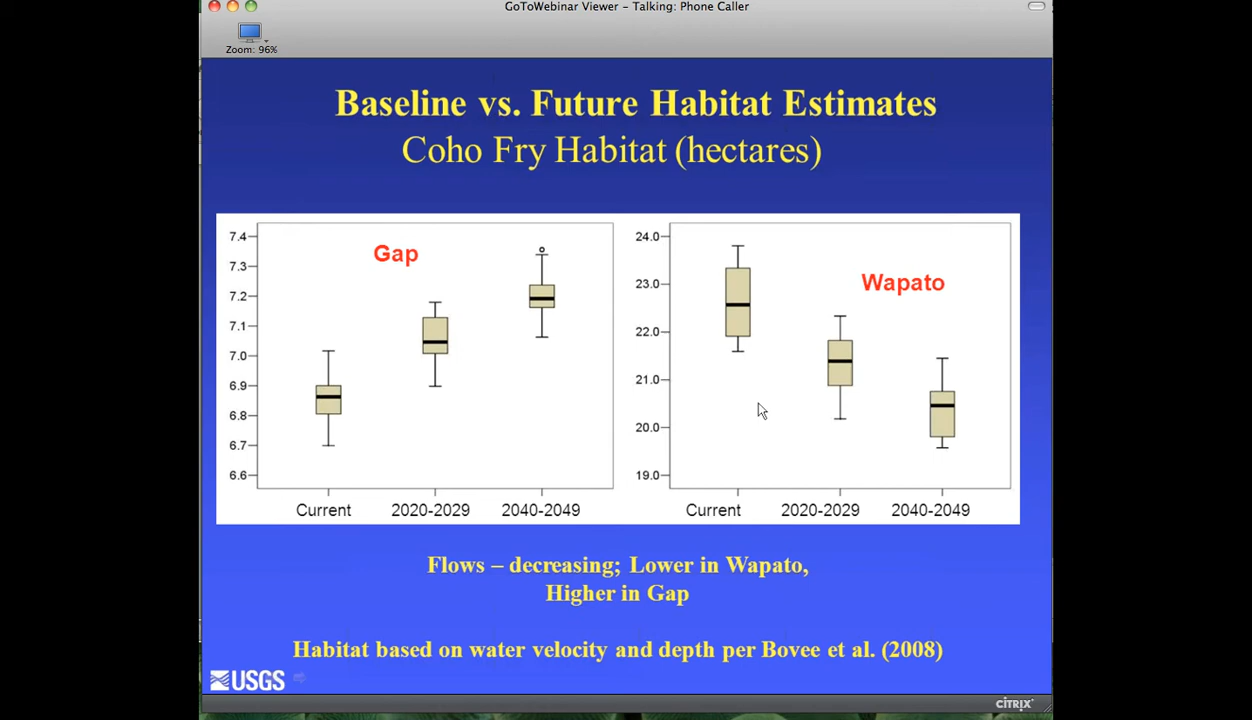 GoToWebinar Viewer - Talking: Phone Caller
Zoom: 96%
Baseline vs. Future Habitat Estimates
Coho Fry Habitat (hectares)
Gap
7.4
7.3
7.2
7.1
7.0
6.9
6.8
6.7
6.6
Current 2020-2029 2040-2049
Wapato
24.0
23.0
22.0
21.0
20.0
19.0
Current 2020-2029 2040-2049
Flows – decreasing; Lower in Wapato,
Higher in Gap
Habitat based on water velocity and depth per Bovee et al. (2008)
USGS
CITRIX